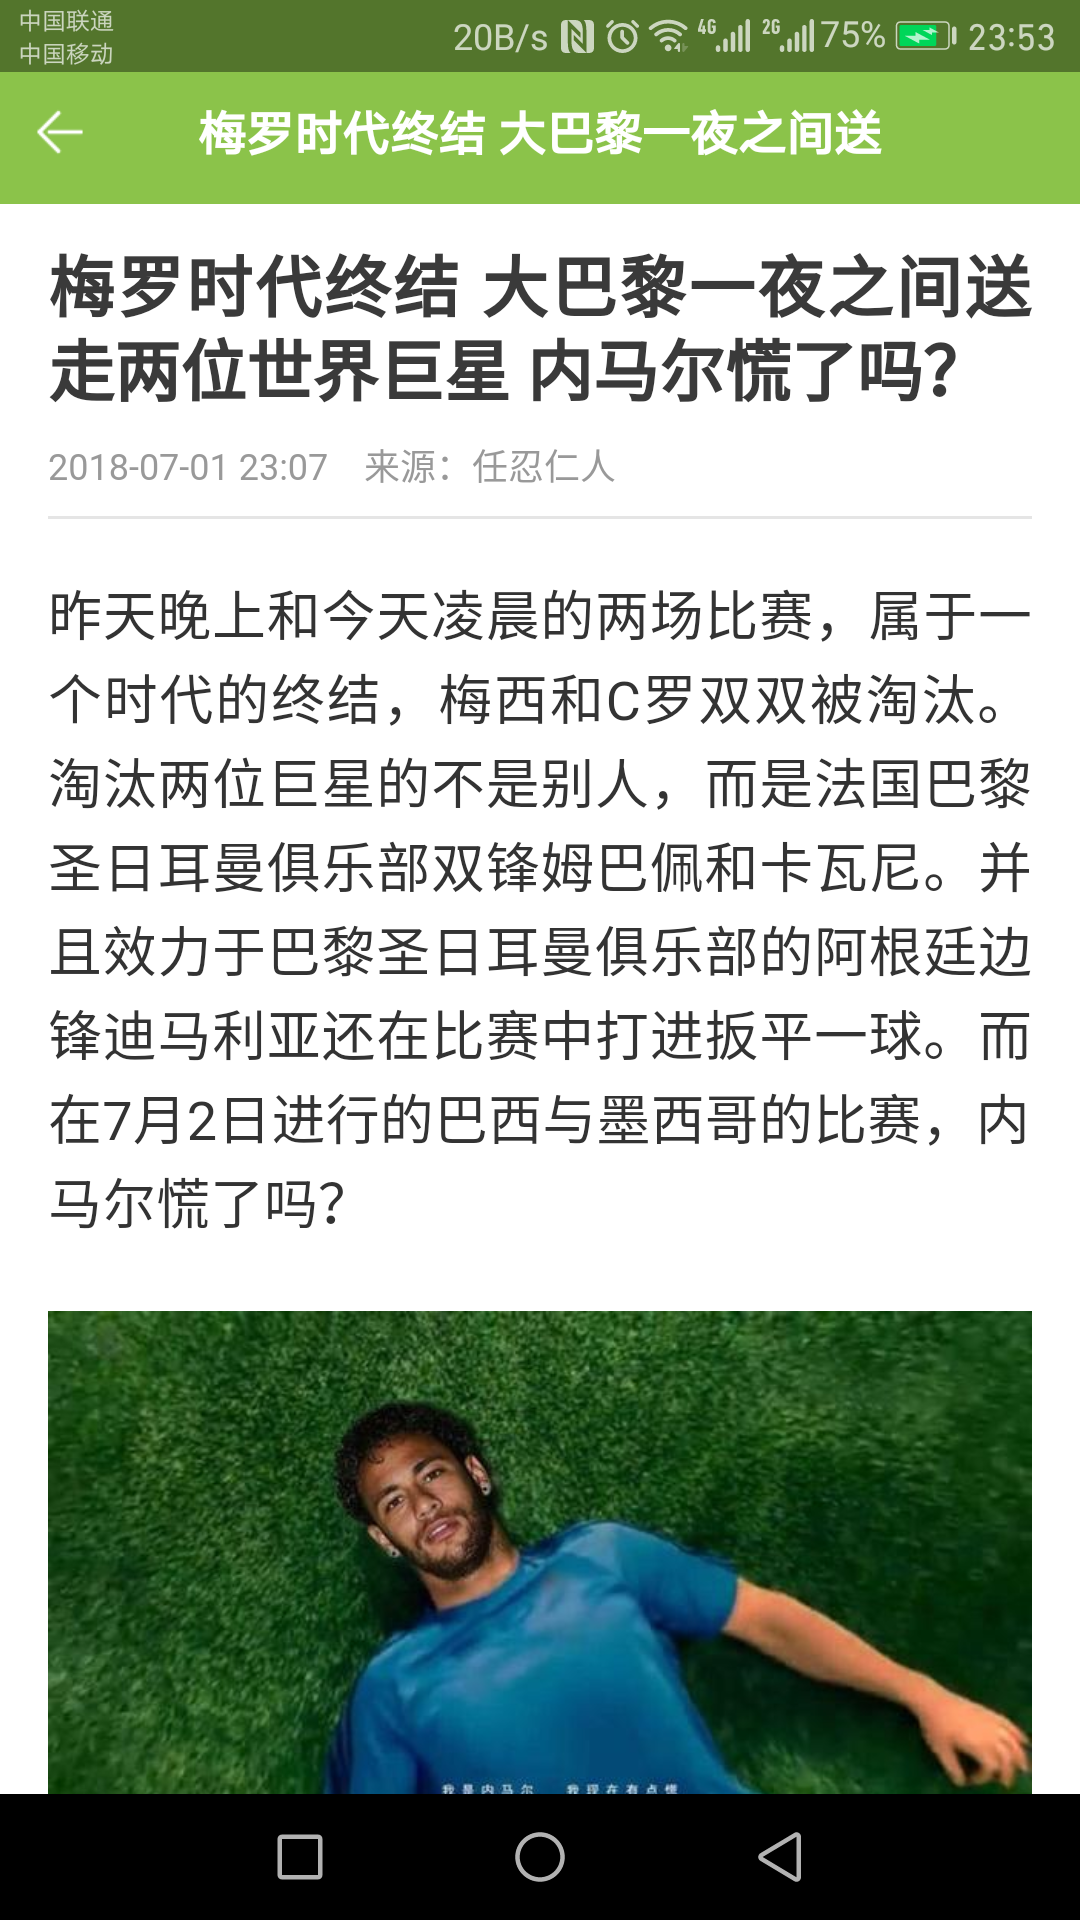 中国联通
中国移动
20B/s 4G 2G 75% 23:53
梅罗时代终结 大巴黎一夜之间送
梅罗时代终结 大巴黎一夜之间送
走两位世界巨星 内马尔慌了吗?
2018-07-01 23:07 来源：任忍仁人
昨天晚上和今天凌晨的两场比赛，属于一
个时代的终结，梅西和C罗双双被淘汰。
淘汰两位巨星的不是别人，而是法国巴黎
圣日耳曼俱乐部双锋姆巴佩和卡瓦尼。并
且效力于巴黎圣日耳曼俱乐部的阿根廷边
锋迪马利亚还在比赛中打进扳平一球。而
在7月2日进行的巴西与墨西哥的比赛，内
马尔慌了吗?
我是内马尔 我现在有点慌